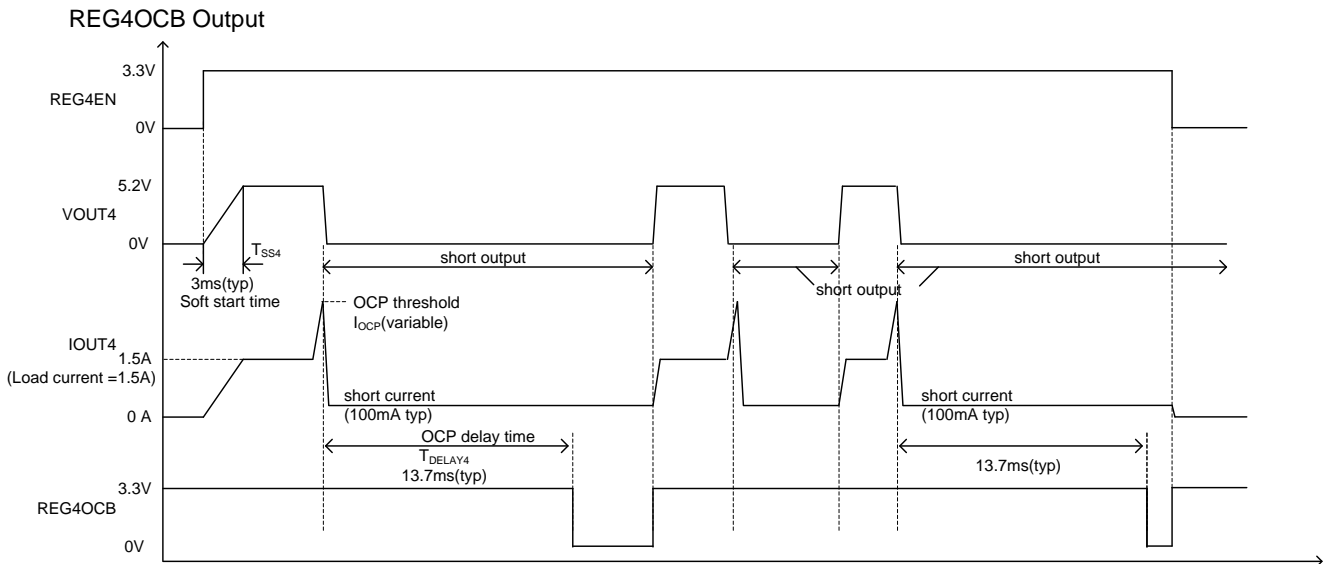 REG4OCB Output
3.3V
REG4EN
0V
5.2V
VOUT4
0V
TSS4
3ms(typ)
Soft start time
short output
short output
short output
OCP threshold
IOCP(variable)
IOUT4
1.5A
(Load current =1.5A)
0 A
short current
(100mA typ)
short current
(100mA typ)
OCP delay time
TDELAY4
13.7ms(typ)
13.7ms(typ)
3.3V
REG4OCB
0V